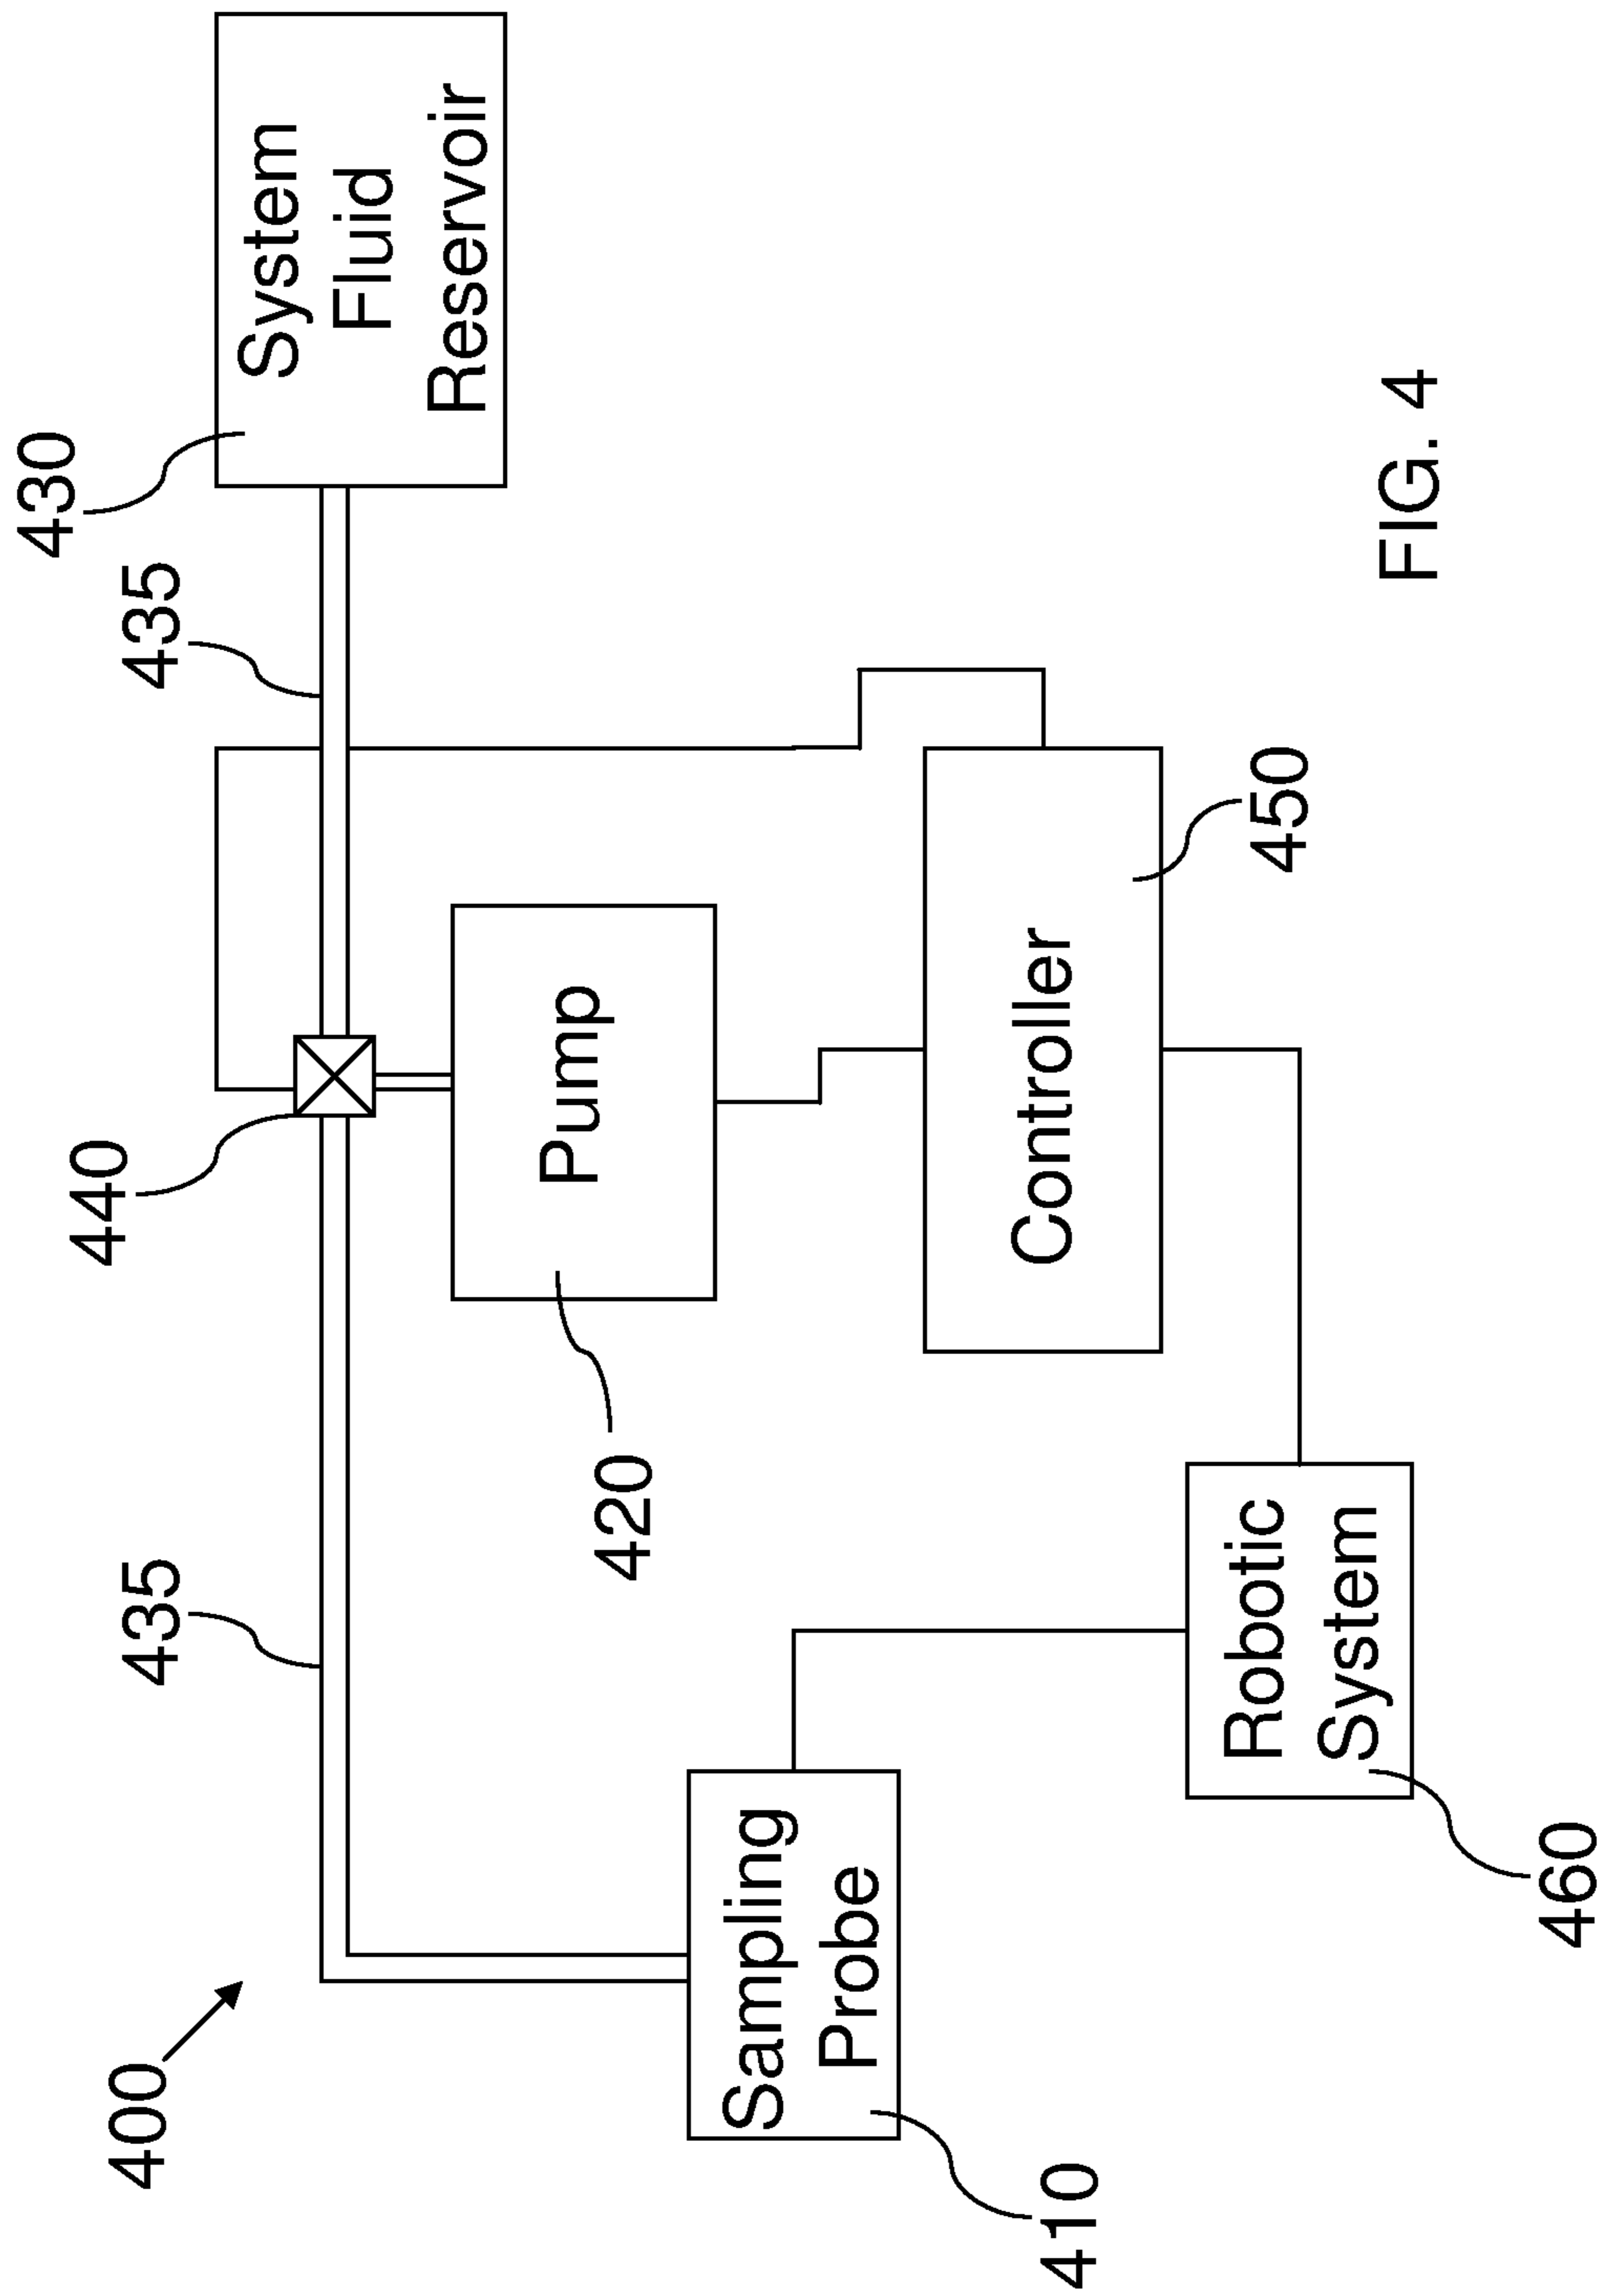 400
435
440
435
430
System
Fluid
Reservoir
420
Pump
410
Sampling
Probe
Controller
450
460
Robotic
System
FIG. 4